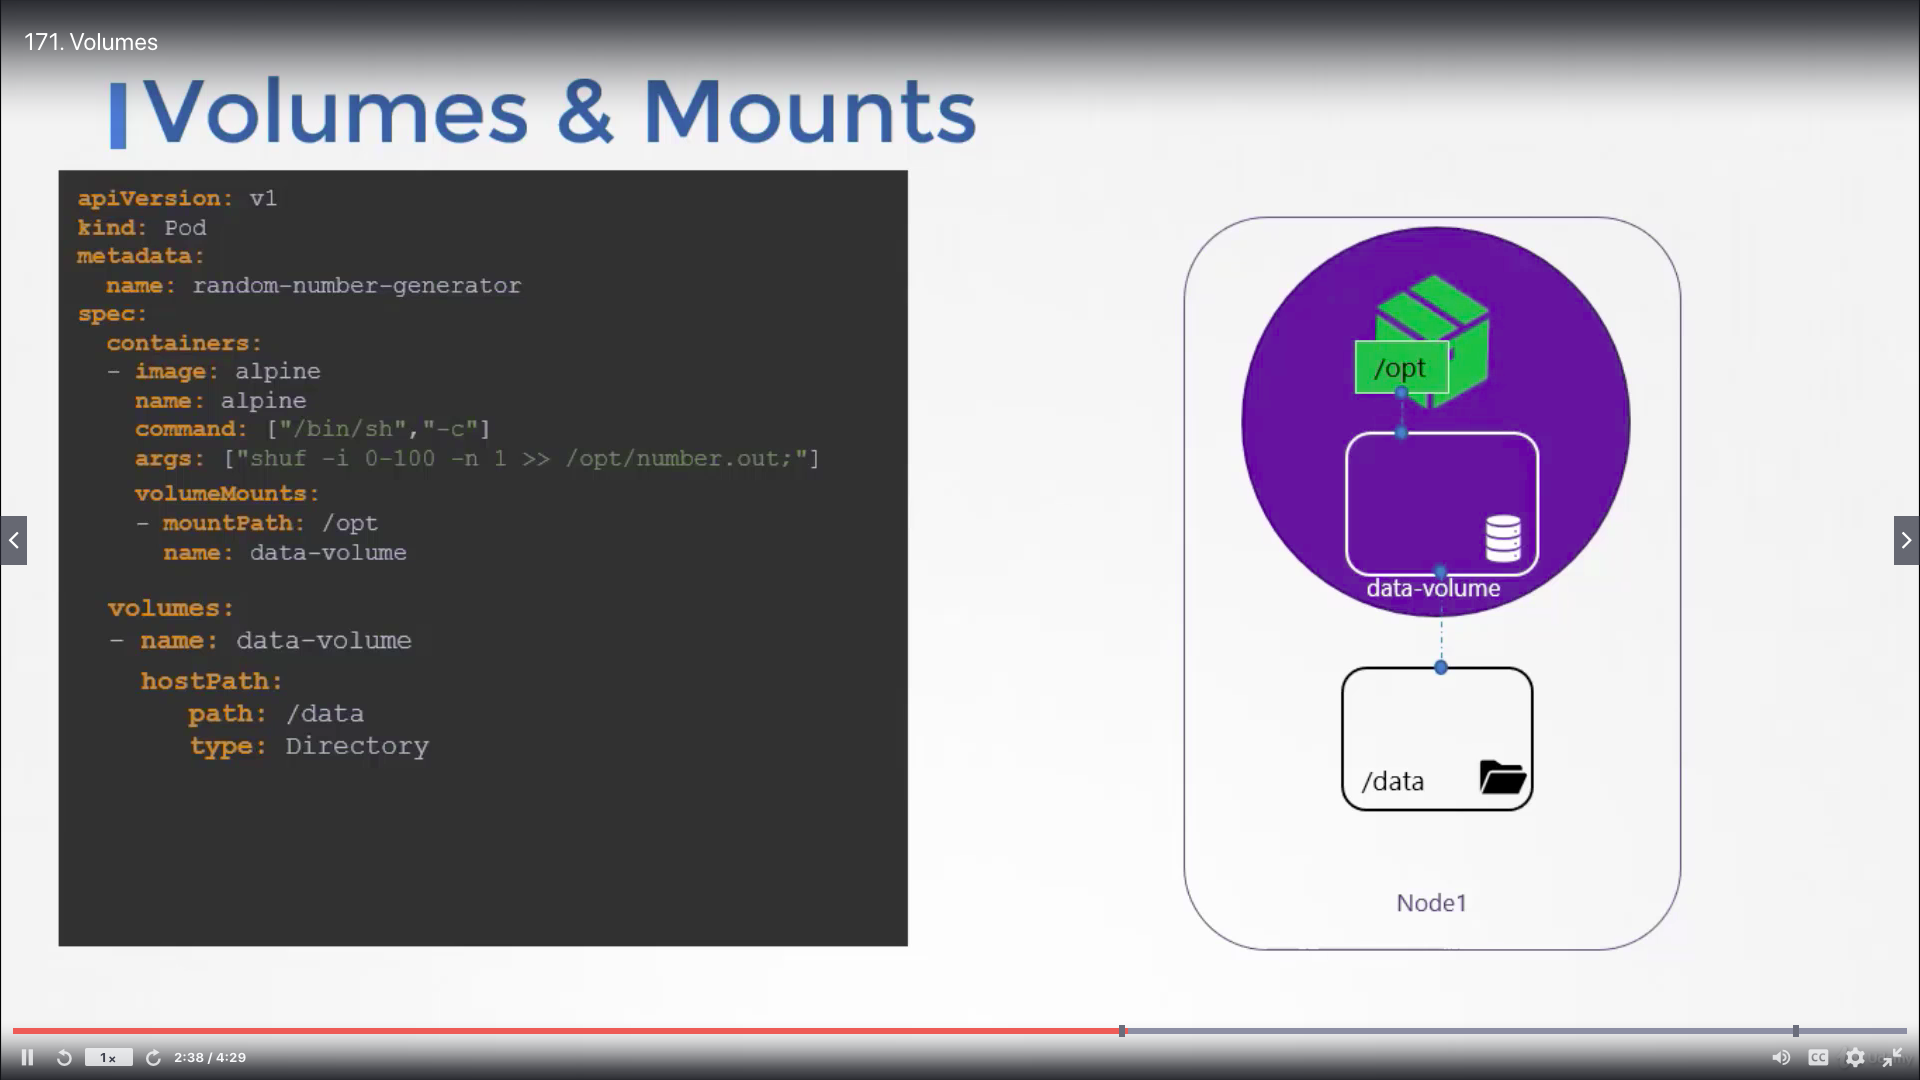 171. Volumes
Volumes & Mounts
apiVersion: v1
kind: Pod
metadata:
  name: random-number-generator
spec:
  containers:
  - image: alpine
    name: alpine
    command: ["/bin/sh","-c"]
    args: ["shuf -i 0-100 -n 1 >> /opt/number.out;"]
    volumeMounts:
    - mountPath: /opt
      name: data-volume
  volumes:
  - name: data-volume
    hostPath:
        path: /data
        type: Directory
/opt
data-volume
/data
Node1
1x
2:38 / 4:29
CC